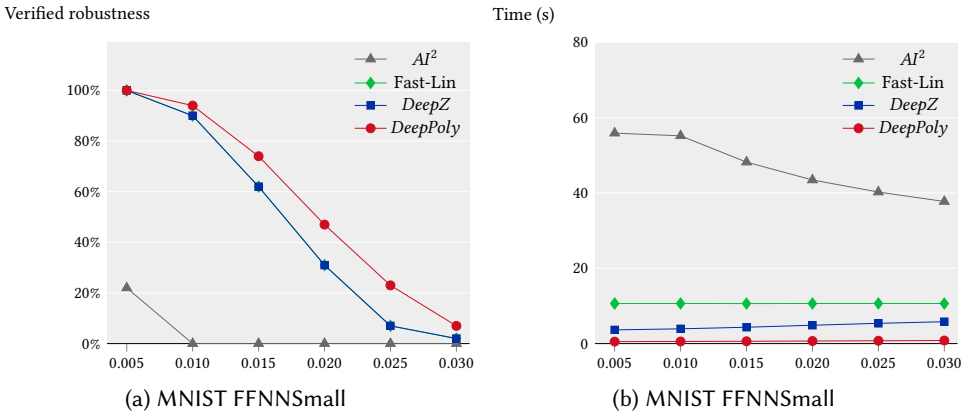 Verified robustness
100%
80%
60%
40%
20%
0%
0.005 0.010 0.015 0.020 0.025 0.030
AI²
Fast-Lin
DeepZ
DeepPoly
(a) MNIST FFNNSmall
Time (s)
80
60
40
20
0
0.005 0.010 0.015 0.020 0.025 0.030
AI²
Fast-Lin
DeepZ
DeepPoly
(b) MNIST FFNNSmall